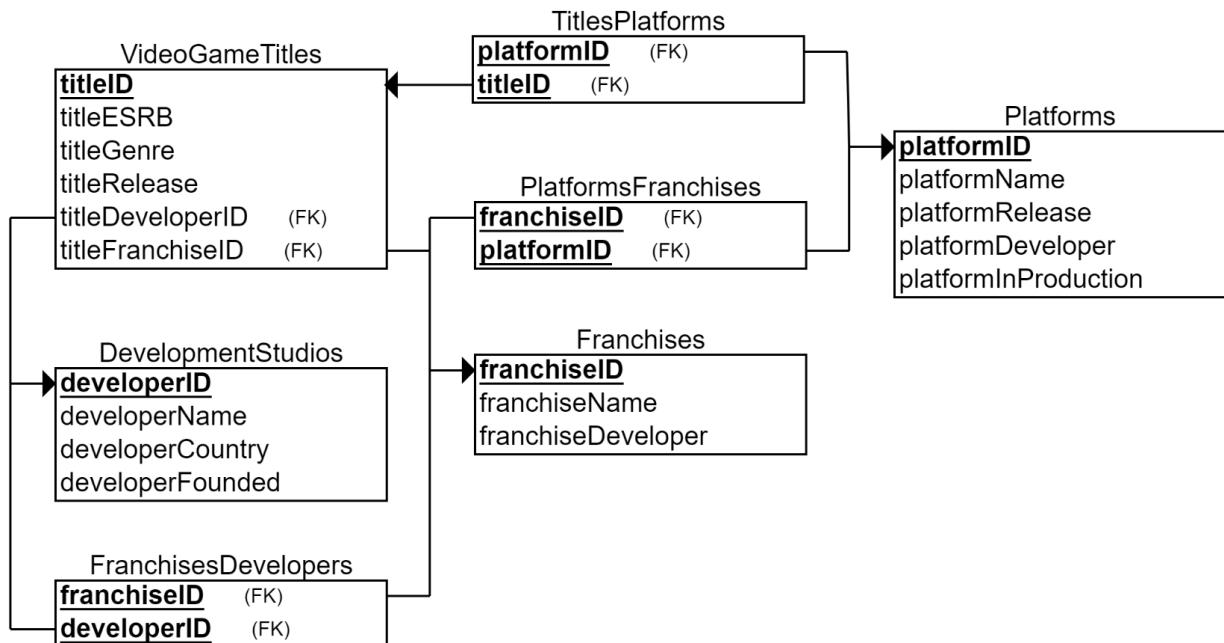 VideoGameTitles
titleID
titleESRB
titleGenre
titleRelease
titleDeveloperID (FK)
titleFranchiseID (FK)
TitlesPlatforms
platformID (FK)
titleID (FK)
Platforms
platformID
platformName
platformRelease
platformDeveloper
platformInProduction
PlatformsFranchises
franchiseID (FK)
platformID (FK)
DevelopmentStudios
developerID
developerName
developerCountry
developerFounded
Franchises
franchiseID
franchiseName
franchiseDeveloper
FranchisesDevelopers
franchiseID (FK)
developerID (FK)